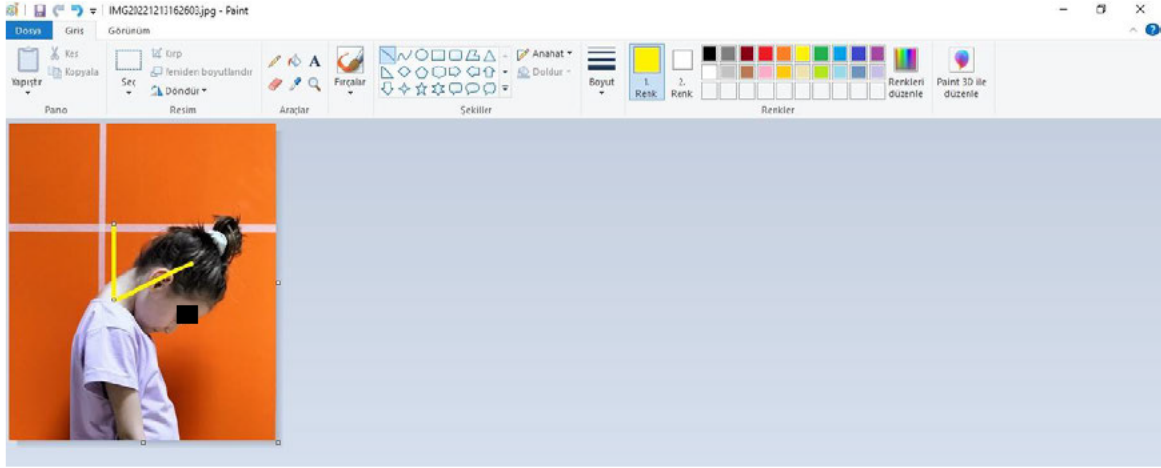 IMG20221213162603.jpg - Paint
Dosya Giriş Görünüm
Yapıştır
Kes
Kopyala
Pano
Seç
Kırp
Yeniden boyutlandır
Döndür
Resim
A
Araçlar
Fırçalar
Şekiller
Anahat
Doldur
Boyut
1.
Renk
2.
Renk
Renkler
Renkleri
düzenle
Paint 3D ile
düzenle